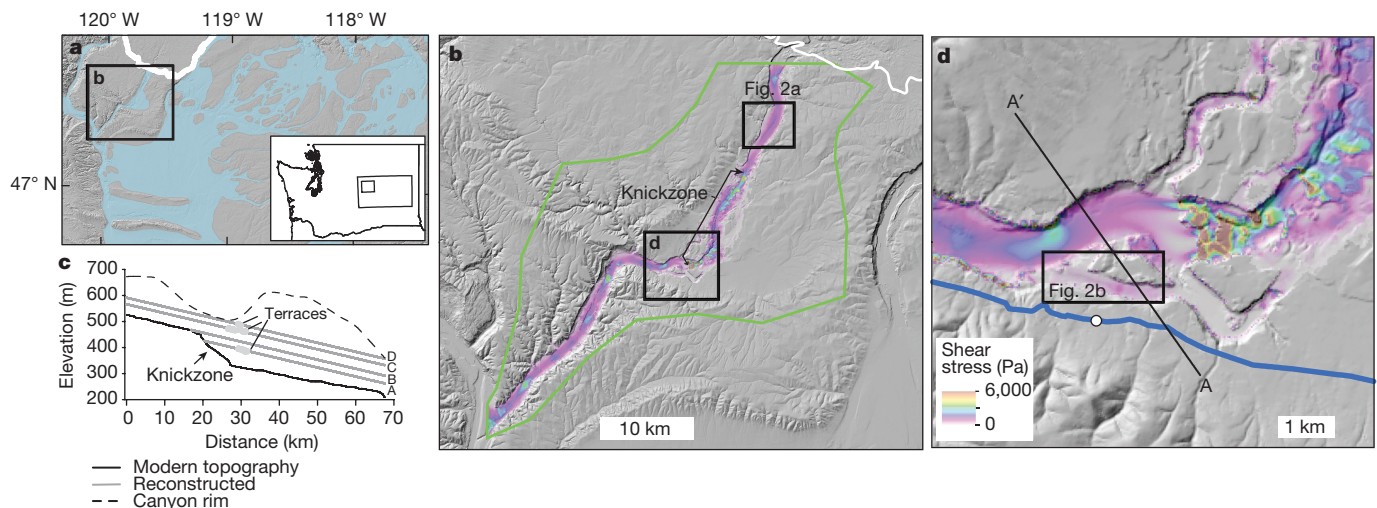 120° W 119° W 118° W
a
b
47° N
b
Fig. 2a
Knickzone
d
10 km
c
700
600
500
400
300
200
Elevation (m)
Terraces
Knickzone
D
C
B
A
0 10 20 30 40 50 60 70
Distance (km)
Modern topography
Reconstructed
Canyon rim
d
A′
Fig. 2b
A
Shear
stress (Pa)
6,000
0
1 km